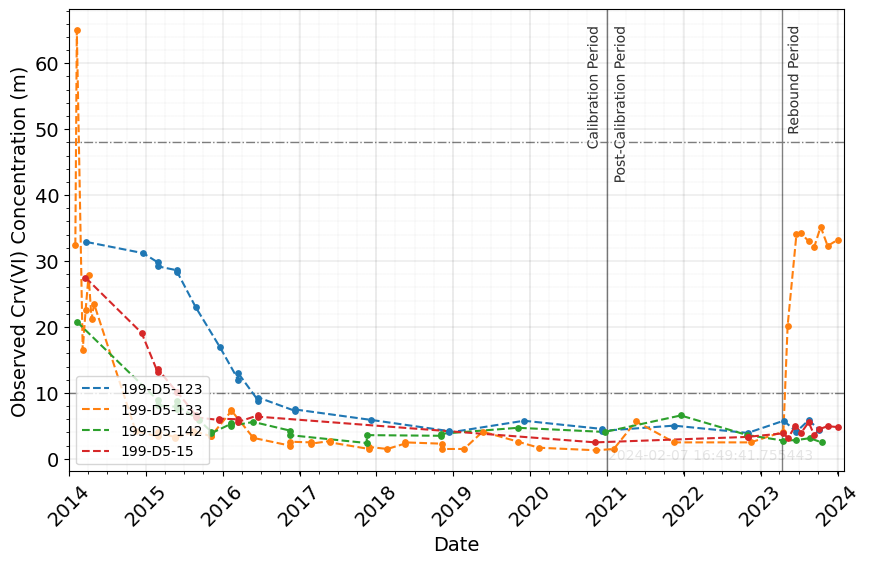 Observed Crv(VI) Concentration (m)
60
50
40
30
20
10
0
Calibration Period
Post-Calibration Period
Rebound Period
199-D5-123
199-D5-133
199-D5-142
199-D5-15
2024-02-07 16:49:41.755443
2014
2015
2016
2017
2018
2019
2020
2021
2022
2023
2024
Date